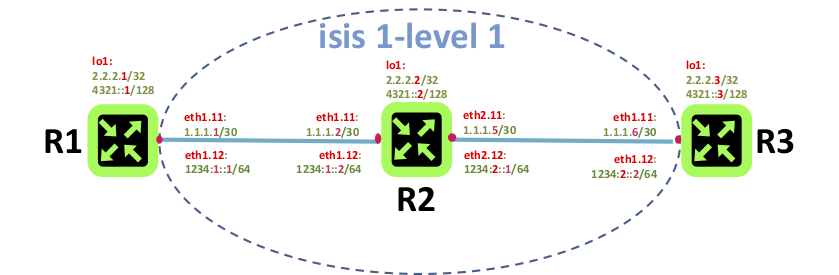 isis 1-level 1
lo1:
2.2.2.1/32
4321::1/128
lo1:
2.2.2.2/32
4321::2/128
lo1:
2.2.2.3/32
4321::3/128
R1
eth1.11:
1.1.1.1/30
eth1.12:
1234:1::1/64
eth1.11:
1.1.1.2/30
eth1.12:
1234:1::2/64
R2
eth2.11:
1.1.1.5/30
eth2.12:
1234:2::1/64
eth1.11:
1.1.1.6/30
eth1.12:
1234:2::2/64
R3